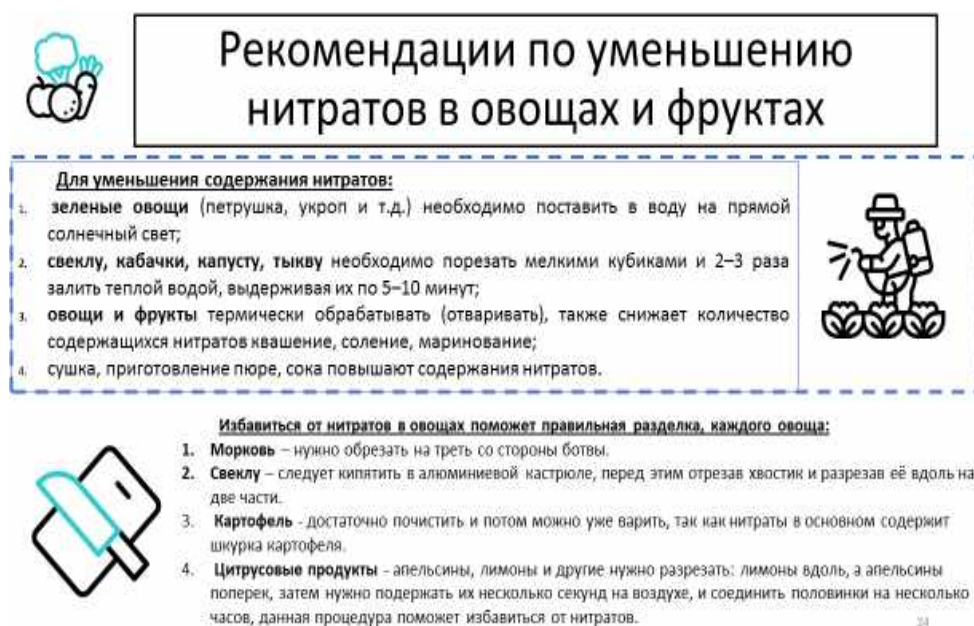 Рекомендации по уменьшению
нитратов в овощах и фруктах
Для уменьшения содержания нитратов:
1. зеленые овощи (петрушка, укроп и т.д.) необходимо поставить в воду на прямой
солнечный свет;
2. свеклу, кабачки, капусту, тыкву необходимо порезать мелкими кубиками и 2–3 раза
залить теплой водой, выдерживая их по 5–10 минут;
3. овощи и фрукты термически обрабатывать (отваривать), также снижает количество
содержащихся нитратов квашение, соление, маринование;
4. сушка, приготовление пюре, сока повышают содержания нитратов.
Избавиться от нитратов в овощах поможет правильная разделка, каждого овоща:
1. Морковь – нужно обрезать на треть со стороны ботвы.
2. Свеклу – следует кипятить в алюминиевой кастрюле, перед этим отрезав хвостик и разрезав её вдоль на
две части.
3. Картофель - достаточно почистить и потом можно уже варить, так как нитраты в основном содержит
шкурка картофеля.
4. Цитрусовые продукты – апельсины, лимоны и другие нужно разрезать: лимоны вдоль, а апельсины
поперек, затем нужно подержать их несколько секунд на воздухе, и соединить половинки на несколько
часов, данная процедура поможет избавиться от нитратов.